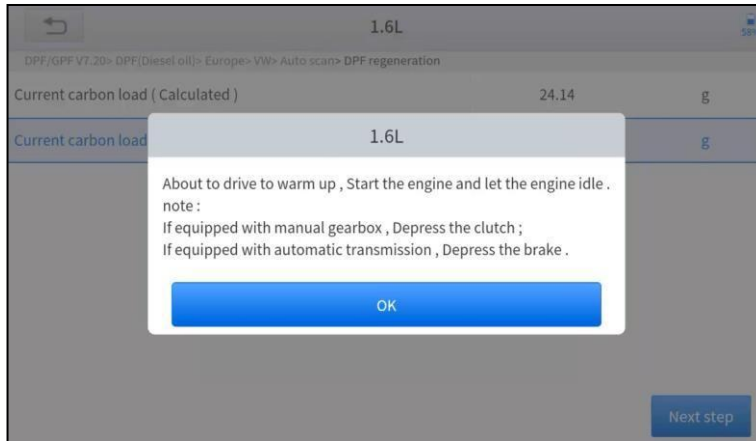 1.6L
58%
DPF/GPF V7.20> DPF(Diesel oil)> Europe> VW> Auto scan> DPF regeneration
Current carbon load ( Calculated ) 24.14 g
Current carbon load g
1.6L
About to drive to warm up , Start the engine and let the engine idle .
note :
If equipped with manual gearbox , Depress the clutch ;
If equipped with automatic transmission , Depress the brake .
OK
Next step